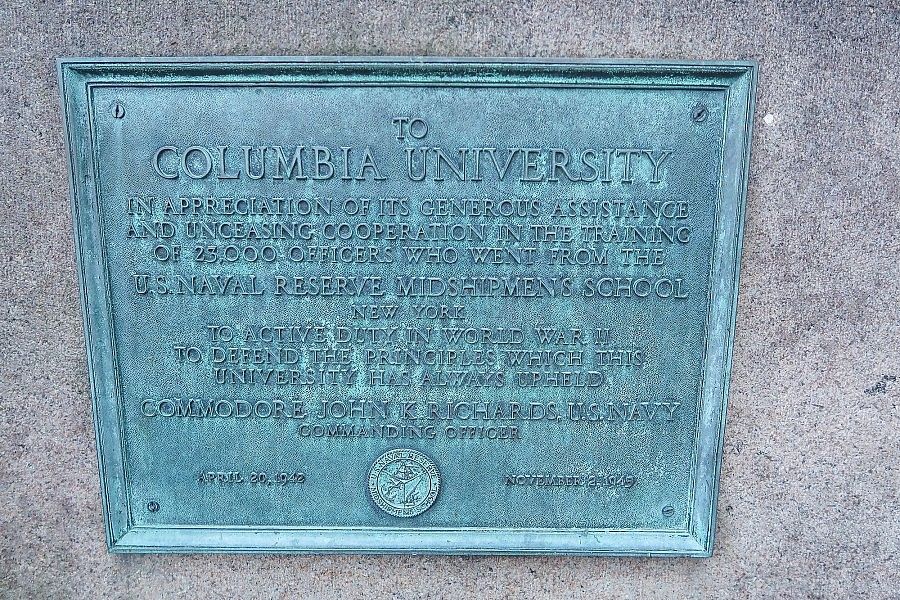 TO
COLUMBIA UNIVERSITY
IN APPRECIATION OF ITS GENEROUS ASSISTANCE
AND UNCEASING COOPERATION IN THE TRAINING
OF 23,000 OFFICERS WHO WENT FROM THE
U.S. NAVAL RESERVE MIDSHIPMEN'S SCHOOL
NEW YORK
TO ACTIVE DUTY IN WORLD WAR II
TO DEFEND THE PRINCIPLES WHICH THIS
UNIVERSITY HAS ALWAYS UPHELD
COMMODORE JOHN K. RICHARDS, U.S. NAVY
COMMANDING OFFICER
APRIL 20, 1942
NOVEMBER 2, 1945